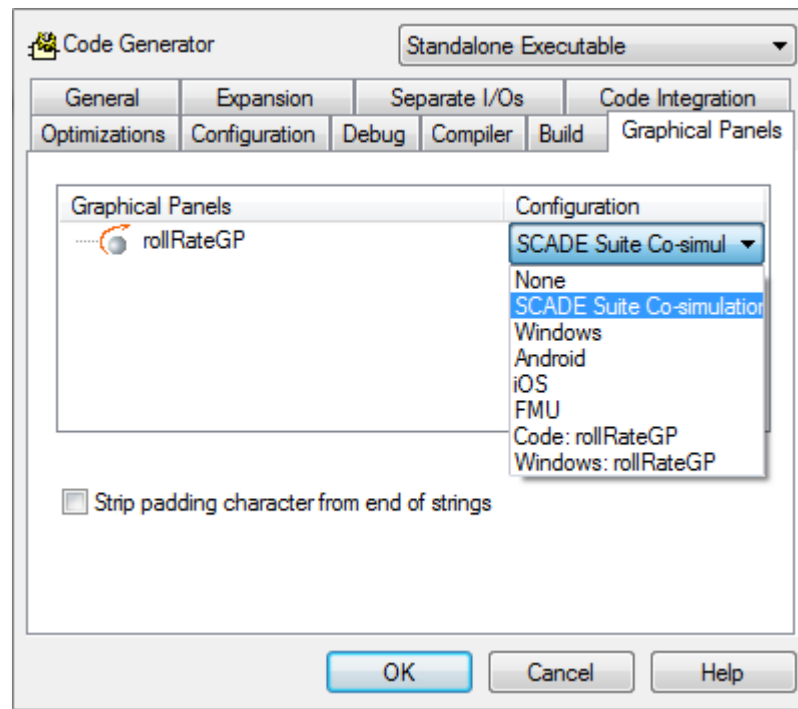 Code Generator Standalone Executable
General Expansion Separate I/Os Code Integration
Optimizations Configuration Debug Compiler Build Graphical Panels
Graphical Panels Configuration
rollRateGP SCADE Suite Co-simul
None
SCADE Suite Co-simulation
Windows
Android
iOS
FMU
Code: rollRateGP
Windows: rollRateGP
Strip padding character from end of strings
OK Cancel Help